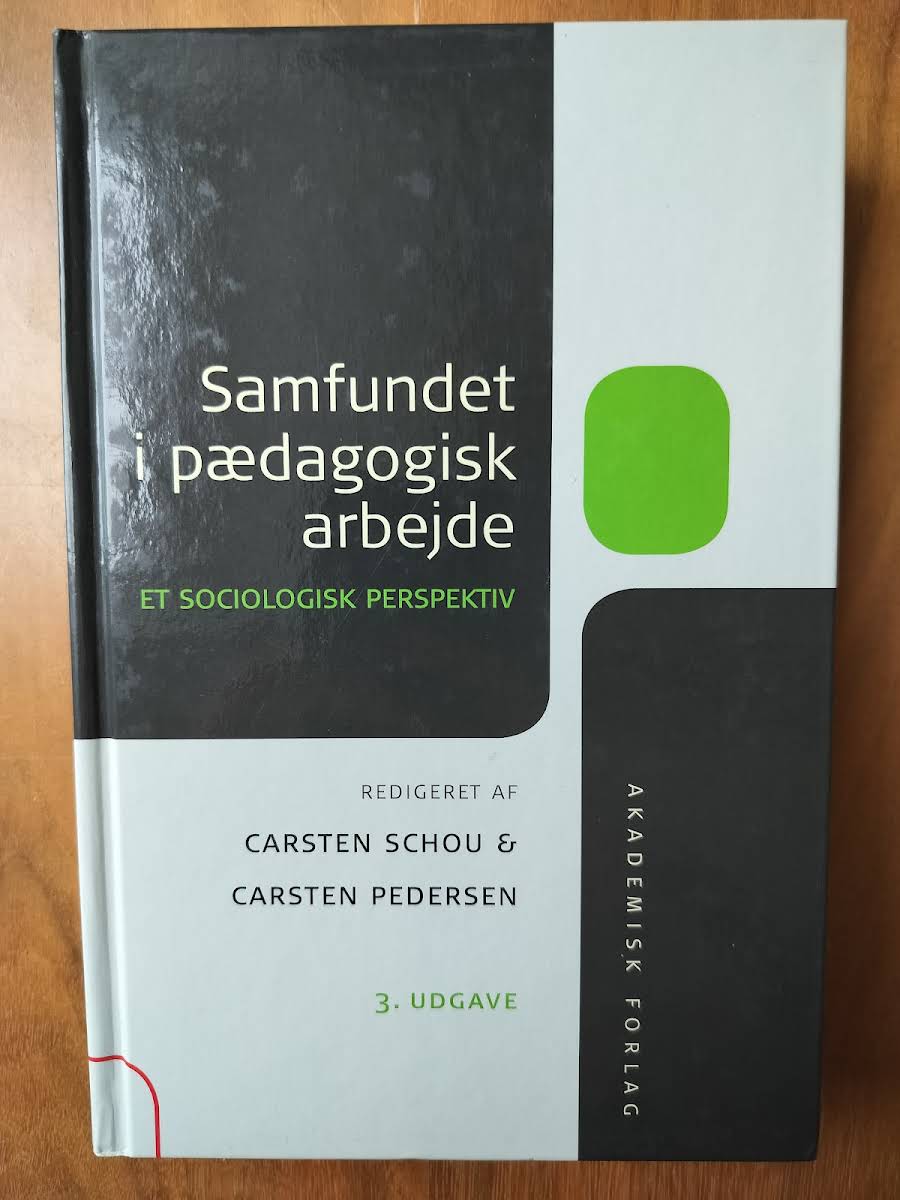 Samfundet
i pædagogisk
arbejde
ET SOCIOLOGISK PERSPEKTIV
REDIGERET AF
CARSTEN SCHOU &
CARSTEN PEDERSEN
3. UDGAVE
AKADEMISK FORLAG